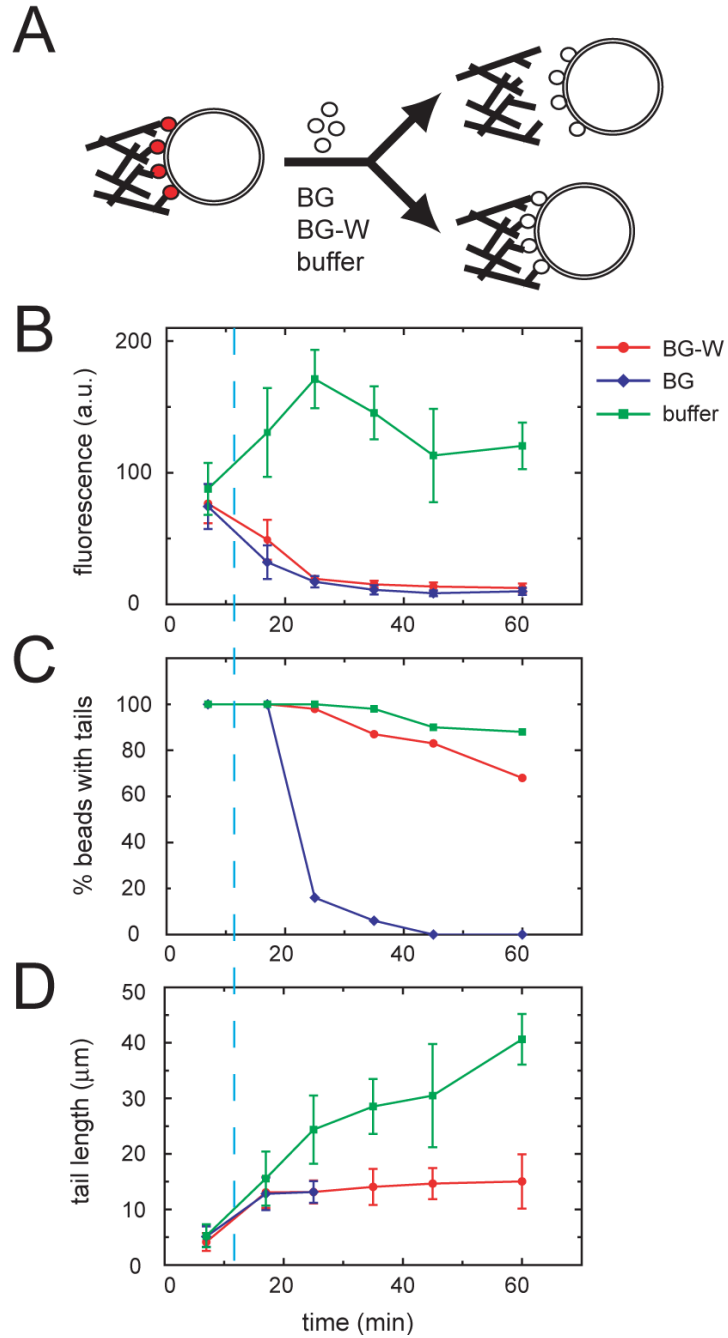 A
BG
BG-W
buffer
B
200
100
0
fluorescence (a.u.)
0 20 40 60
BG-W
BG
buffer
C
100
80
60
40
20
0
% beads with tails
0 20 40 60
D
50
40
30
20
15
10
0
tail length (μm)
0 20 40 60
time (min)